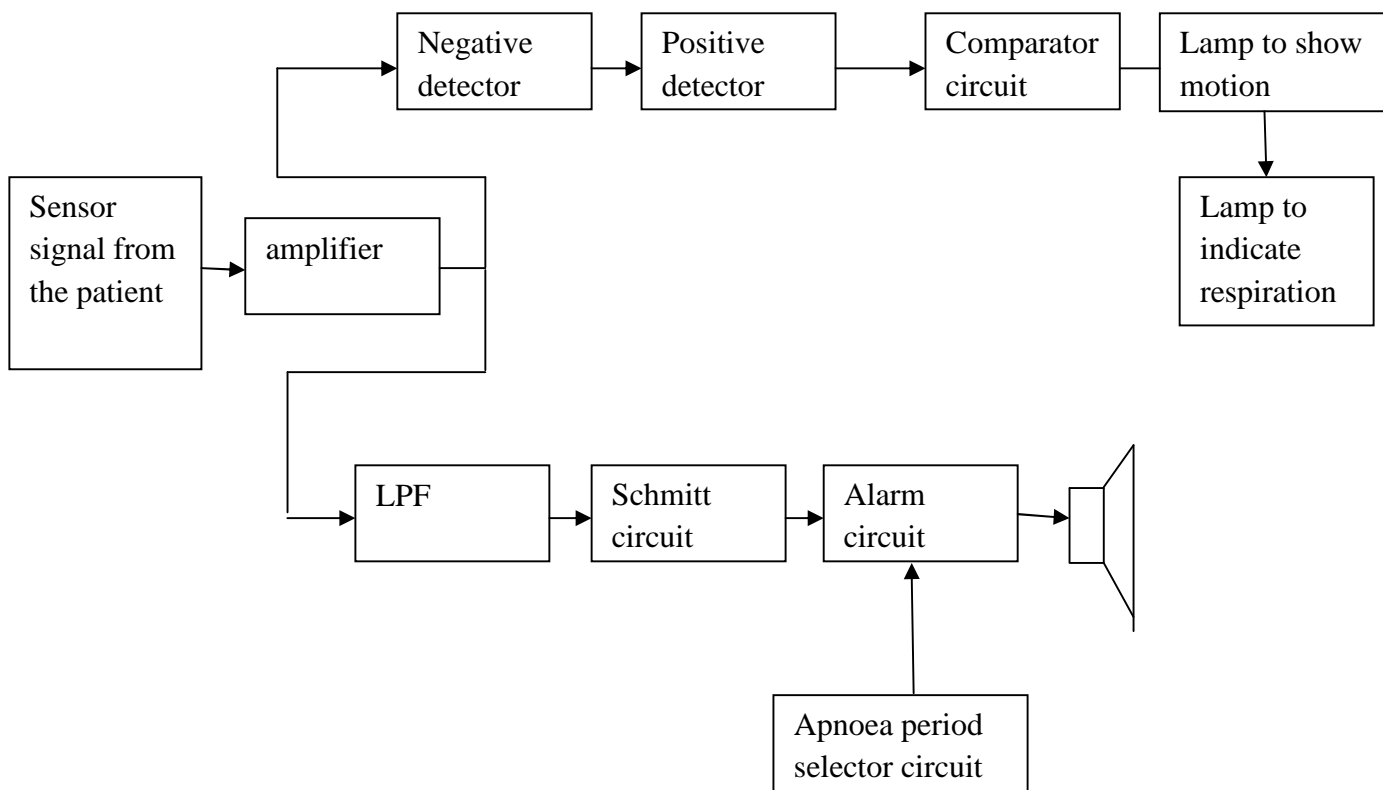 Negative
detector
Positive
detector
Comparator
circuit
Lamp to show
motion
Sensor
signal from
the patient
amplifier
Lamp to
indicate
respiration
LPF
Schmitt
circuit
Alarm
circuit
Apnoea period
selector circuit